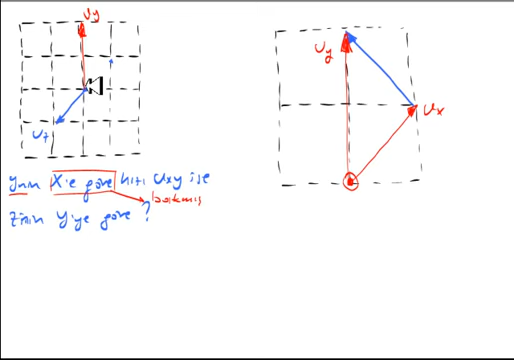 Vy
Vy
Vx
Vz
Y'nin X'e göre hızı Vxy ise
bakmış
Z'nin Y'ye göre ?